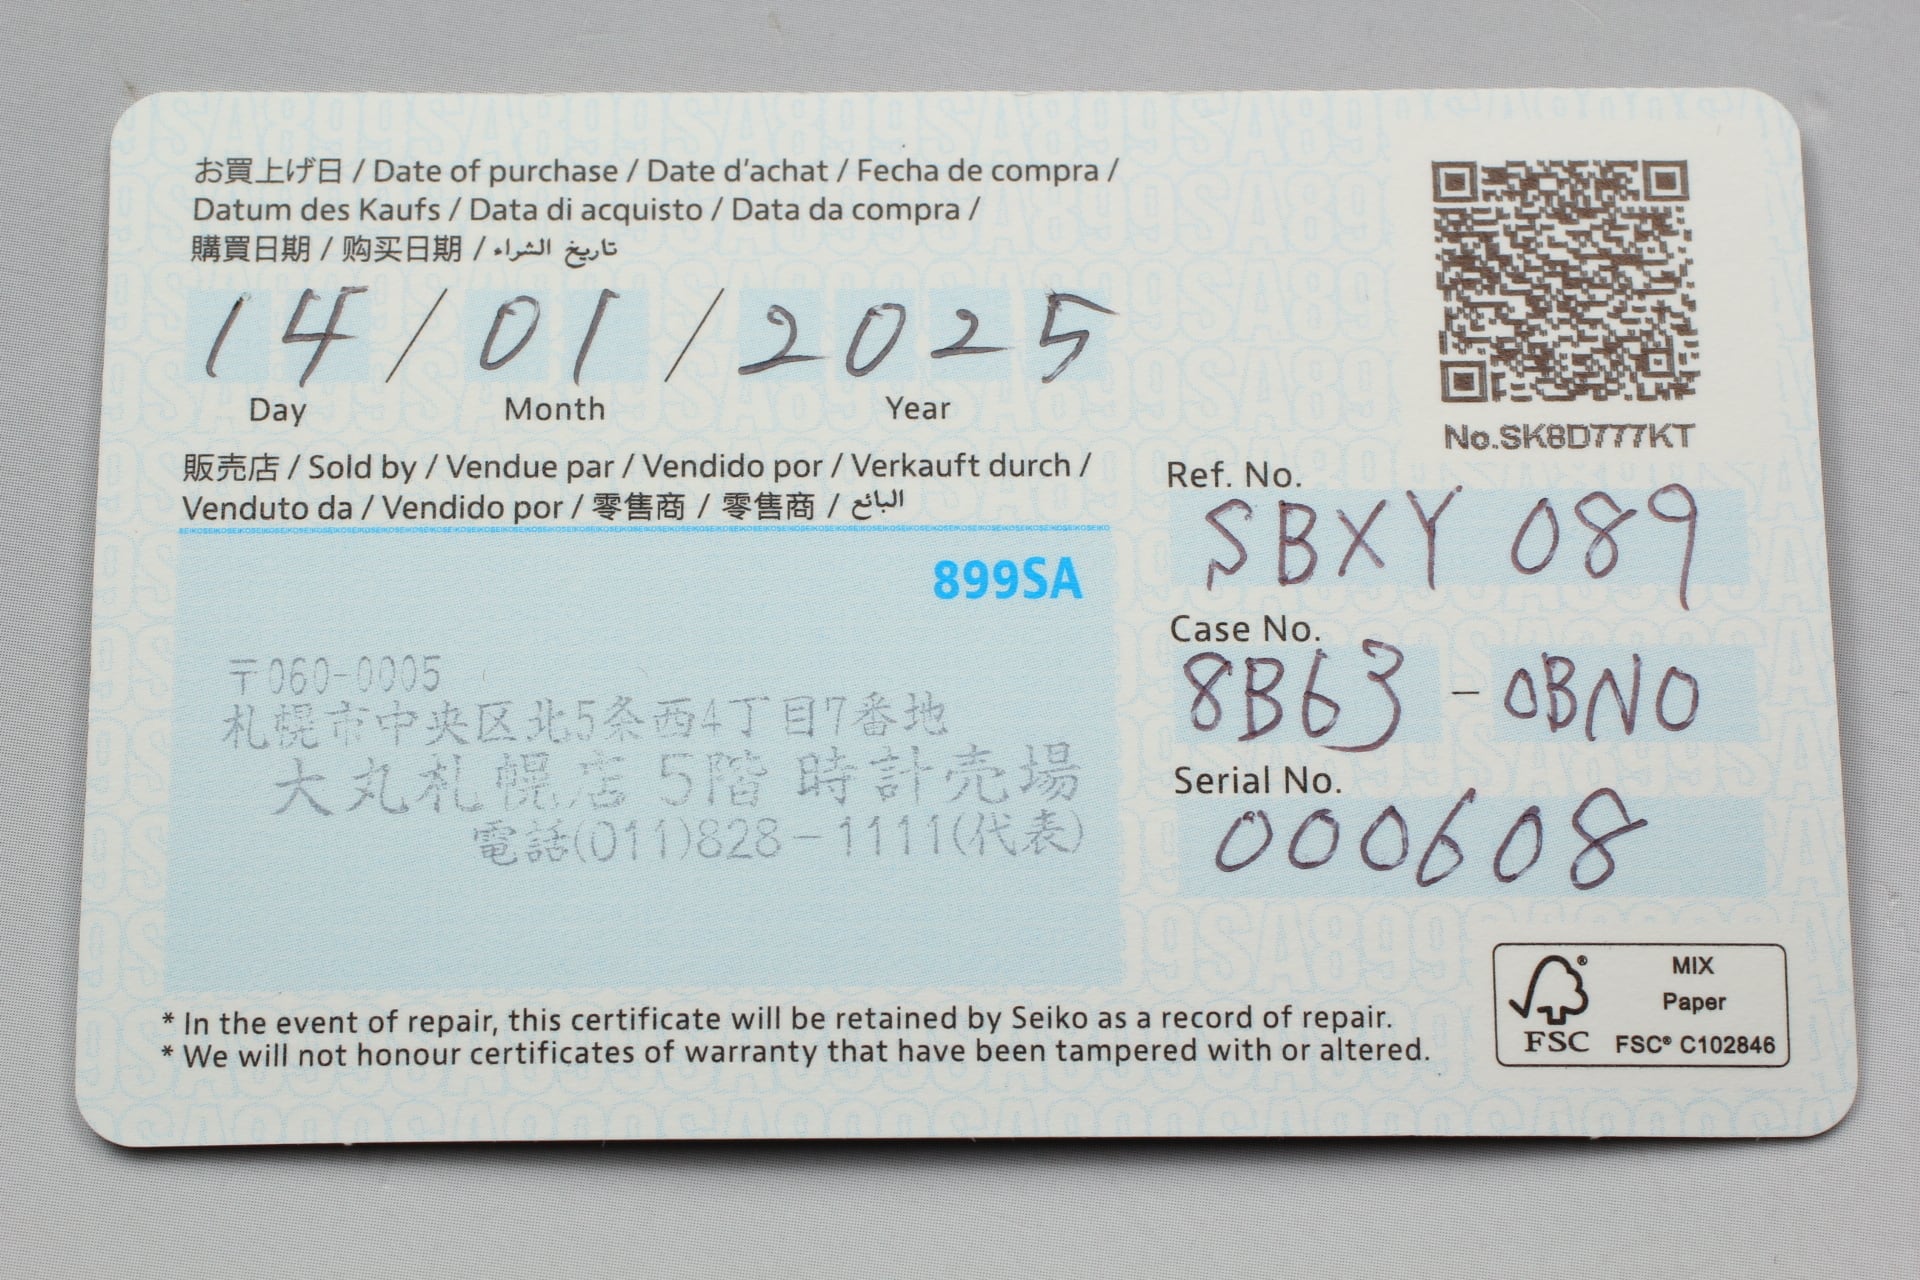 お買上げ日 / Date of purchase / Date d'achat / Fecha de compra /
Datum des Kaufs / Data di acquisto / Data da compra /
購買日期 / 购买日期 / تاريخ الشراء
14 / 01 / 2025
Day Month Year
販売店 / Sold by / Vendue par / Vendido por / Verkauft durch /
Venduto da / Vendido por / 零售商 / 零售商 / البائع
899SA
〒060-0005
札幌市中央区北5条西4丁目7番地
大丸札幌店 5階 時計売場
電話(011)828-1111(代表)
No.SK8D777KT
Ref. No.
SBXY 089
Case No.
8B63 - 0BN0
Serial No.
000608
* In the event of repair, this certificate will be retained by Seiko as a record of repair.
* We will not honour certificates of warranty that have been tampered with or altered.
FSC®
MIX
Paper
FSC® C102846